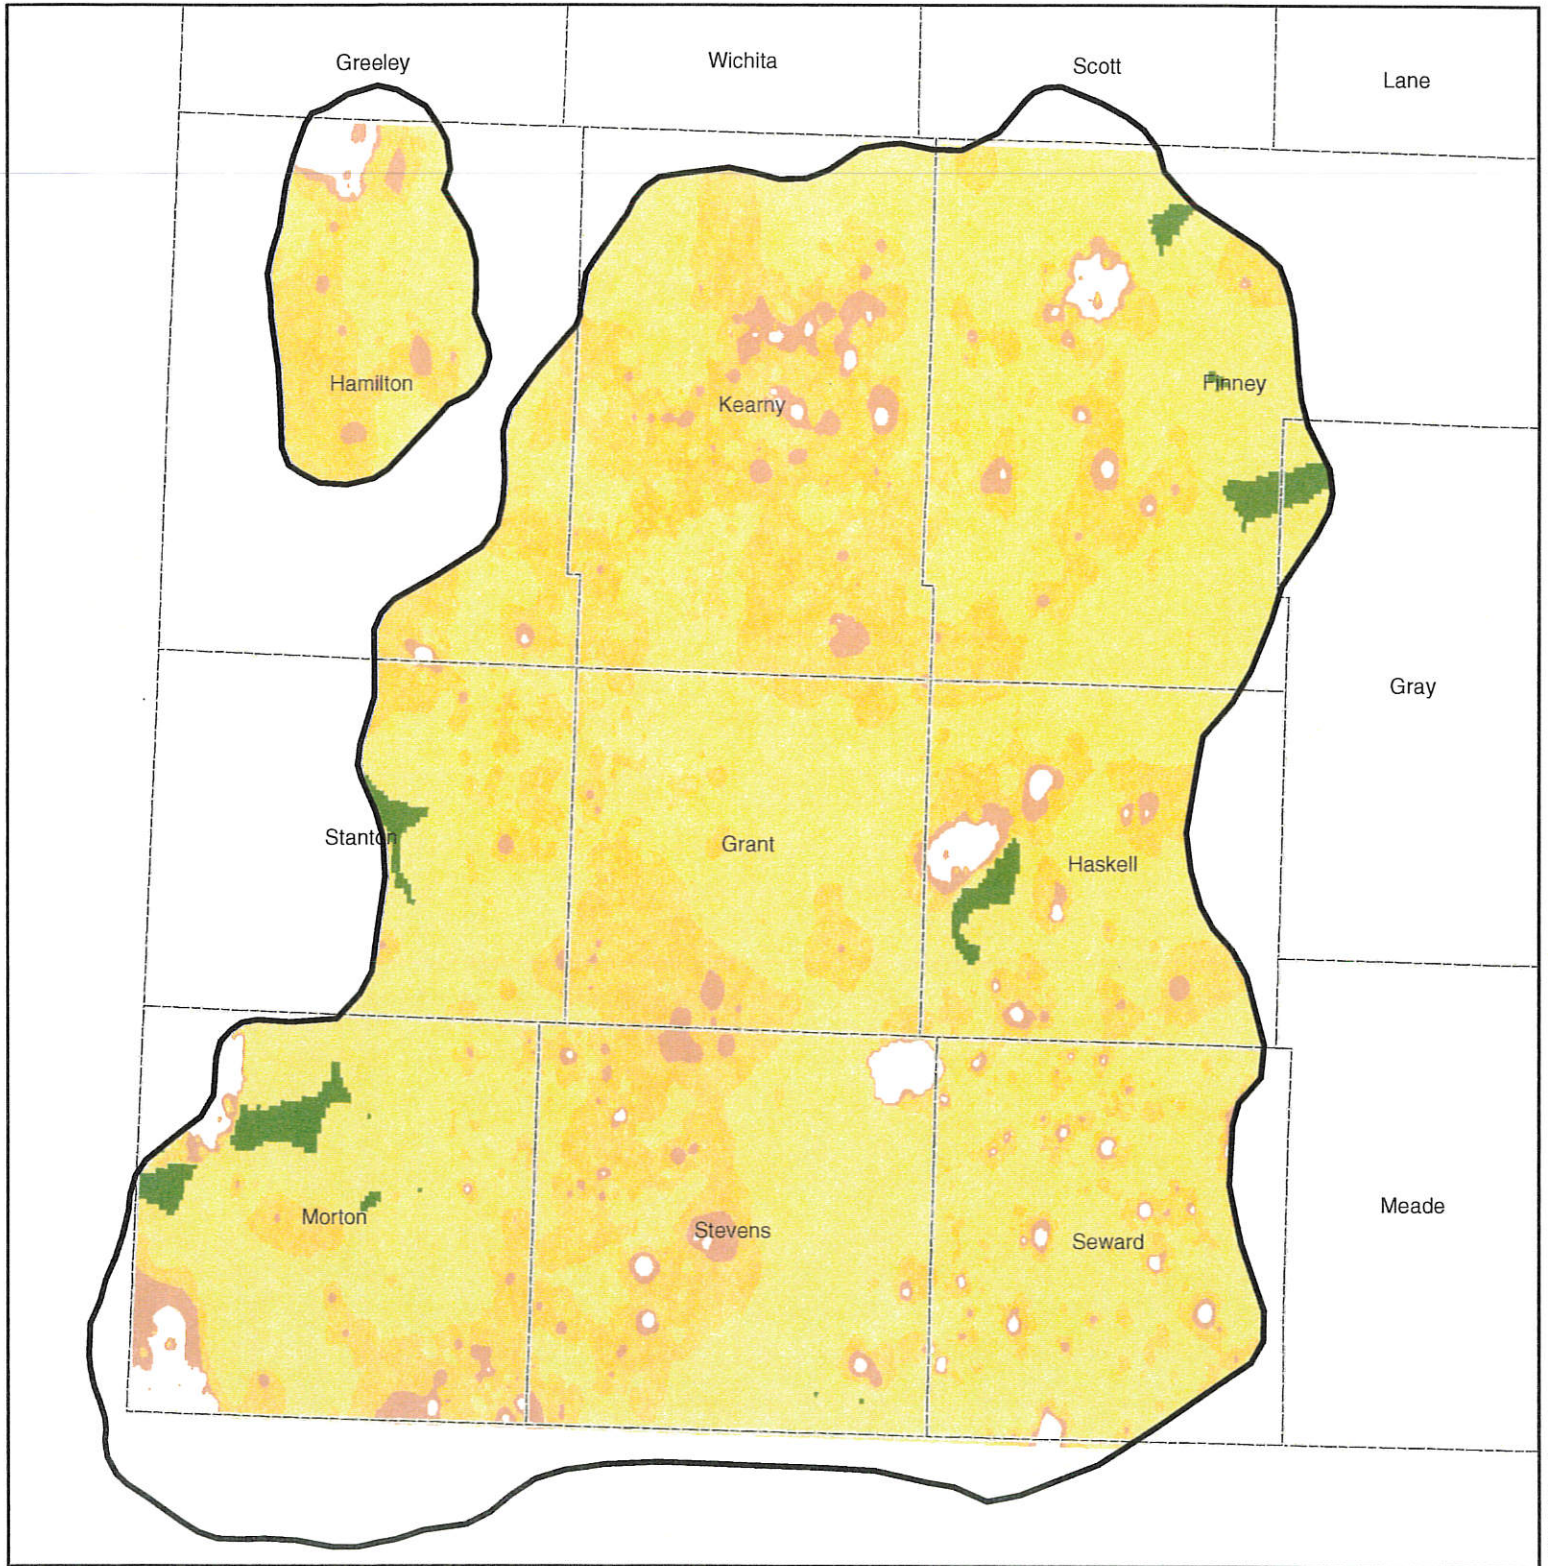 Greeley
Wichita
Scott
Lane
Hamilton
Kearny
Finney
Gray
Stanton
Grant
Haskell
Morton
Stevens
Seward
Meade